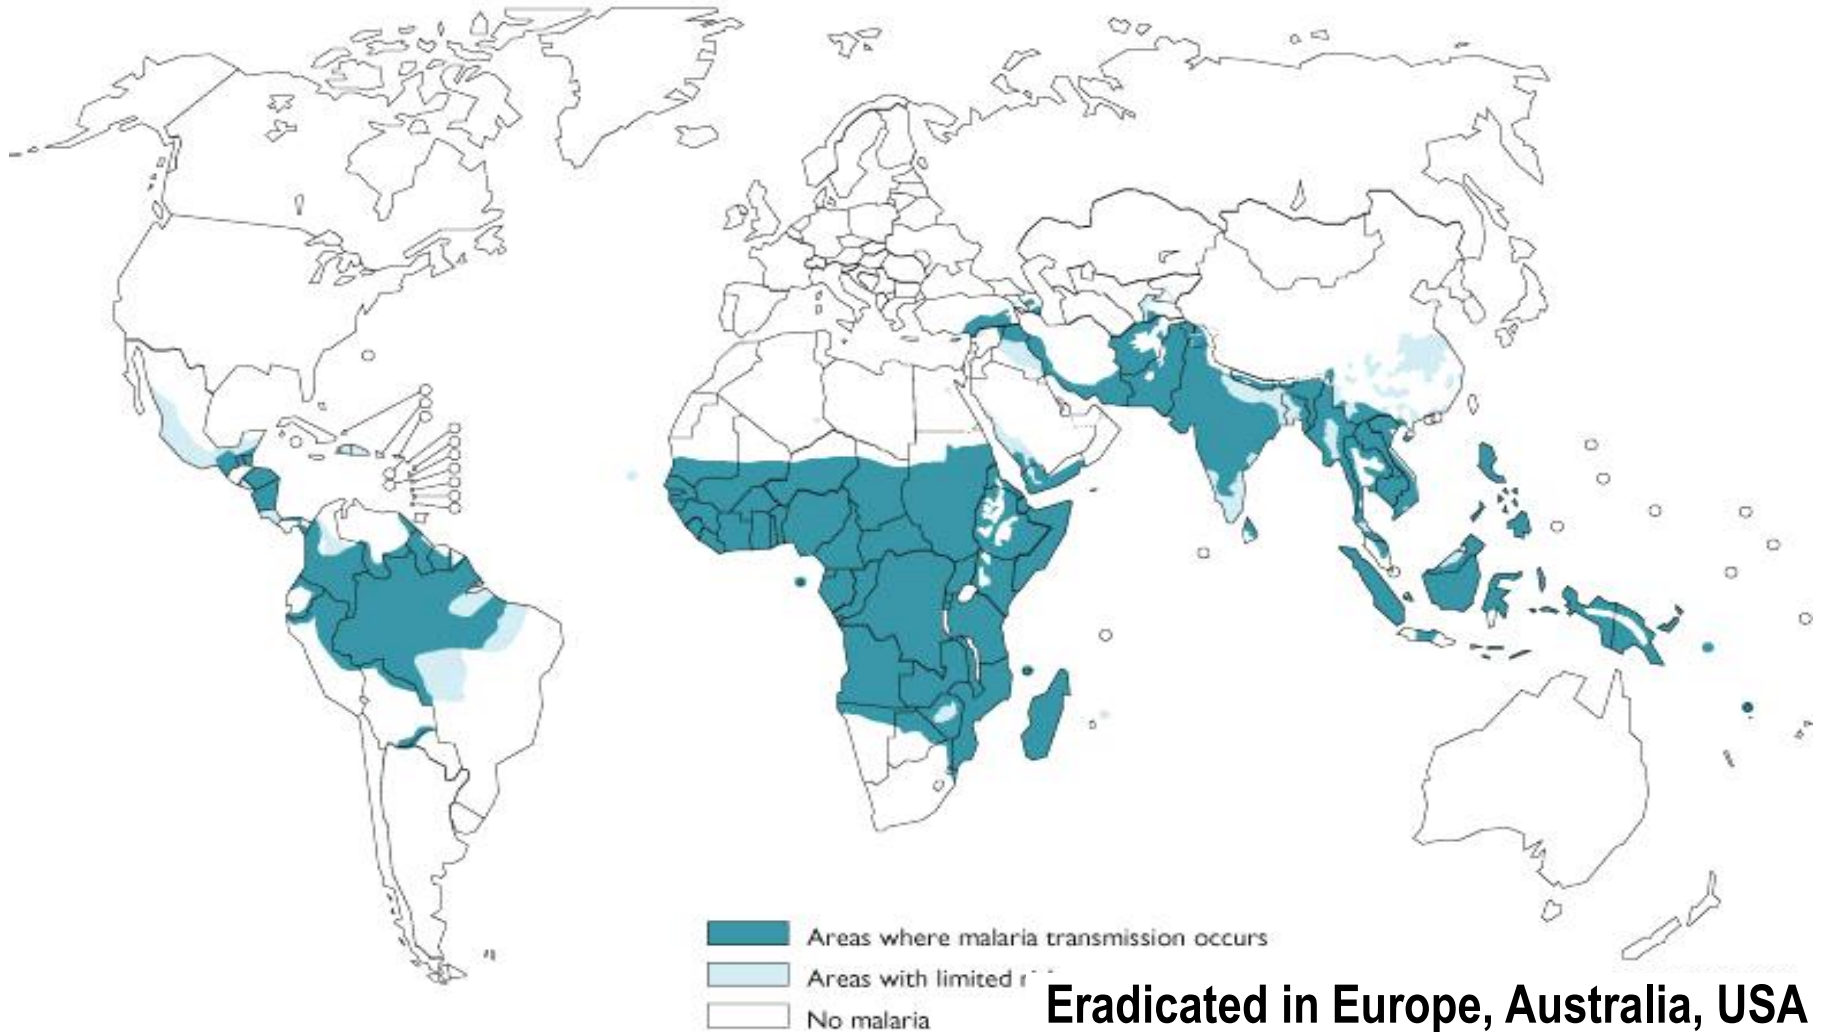 Areas where malaria transmission occurs
Areas with limited
No malaria
Eradicated in Europe, Australia, USA